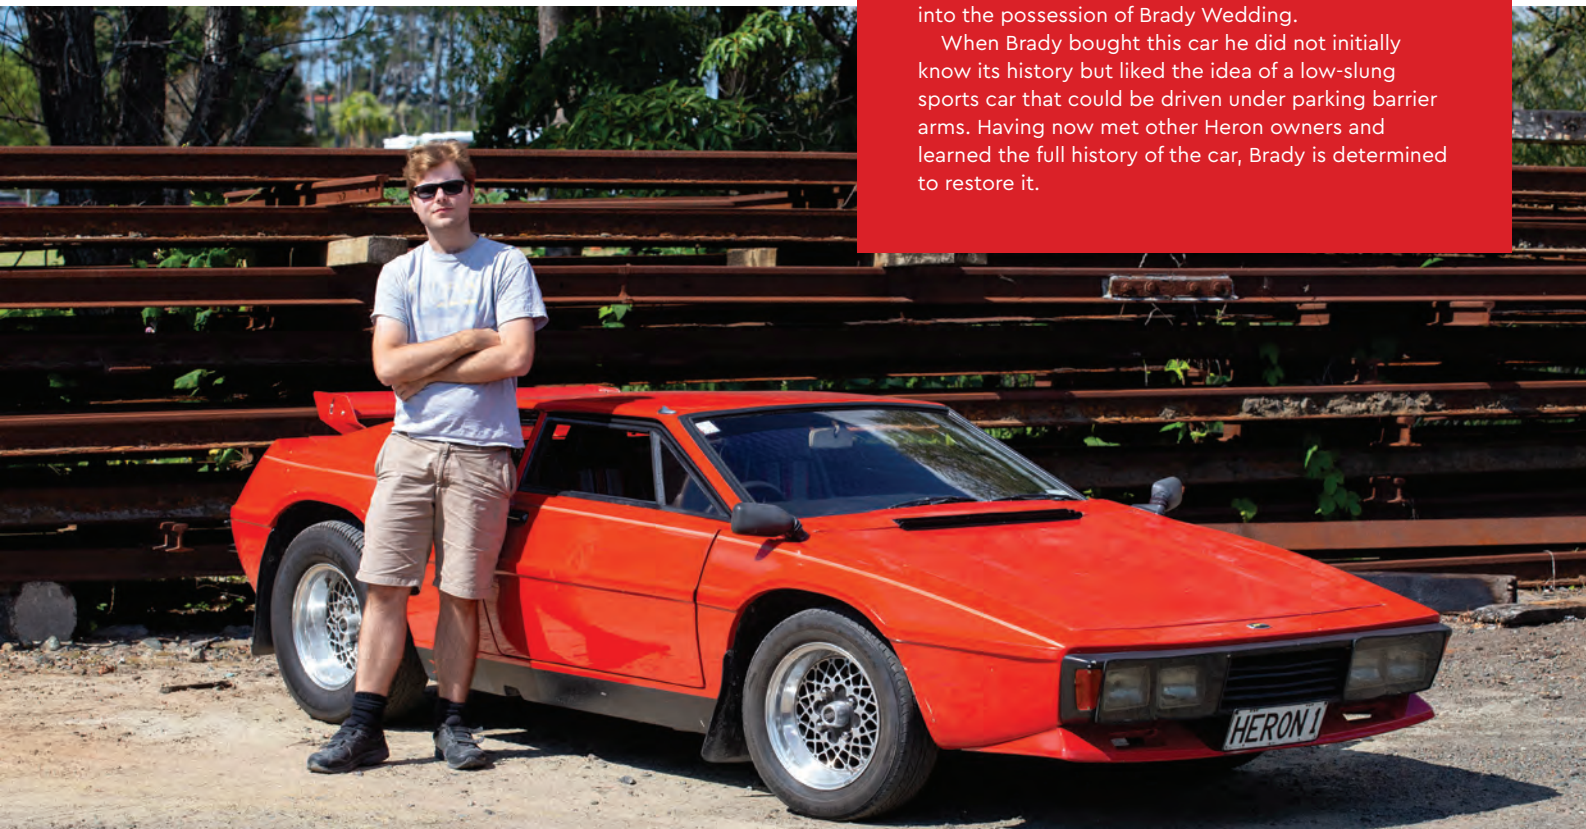 into the possession of Brady Wedding.
When Brady bought this car he did not initially
know its history but liked the idea of a low-slung
sports car that could be driven under parking barrier
arms. Having now met other Heron owners and
learned the full history of the car, Brady is determined
to restore it.
HERON 1